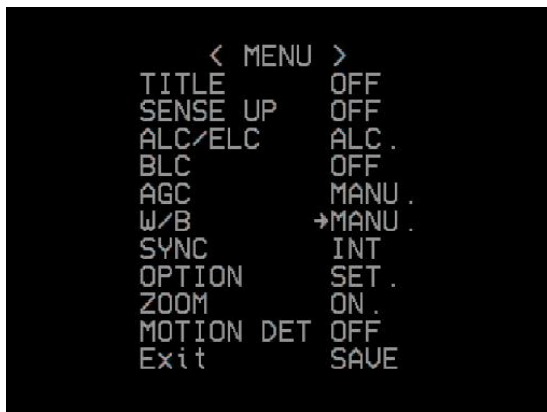 < MENU >
TITLE OFF
SENSE UP OFF
ALC/ELC ALC.
BLC OFF
AGC MANU.
W/B →MANU.
SYNC INT
OPTION SET.
ZOOM ON.
MOTION DET OFF
Exit SAVE